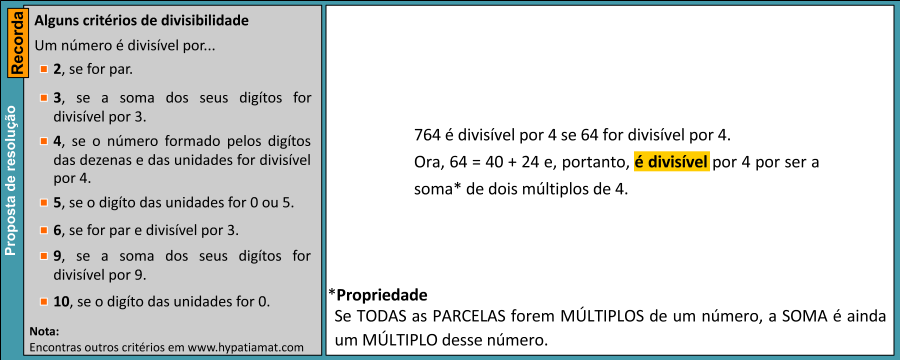 Recorda
Proposta de resolução
Alguns critérios de divisibilidade
Um número é divisível por...
2, se for par.
3, se a soma dos seus digítos for
divisível por 3.
4, se o número formado pelos digítos
das dezenas e das unidades for divisível
por 4.
5, se o digíto das unidades for 0 ou 5.
6, se for par e divisível por 3.
9, se a soma dos seus digítos for
divisível por 9.
10, se o digíto das unidades for 0.
Nota:
Encontras outros critérios em www.hypatiamat.com
764 é divisível por 4 se 64 for divisível por 4.
Ora, 64 = 40 + 24 e, portanto, é divisível por 4 por ser a
soma* de dois múltiplos de 4.
*Propriedade
Se TODAS as PARCELAS forem MÚLTIPLOS de um número, a SOMA é ainda
um MÚLTIPLO desse número.